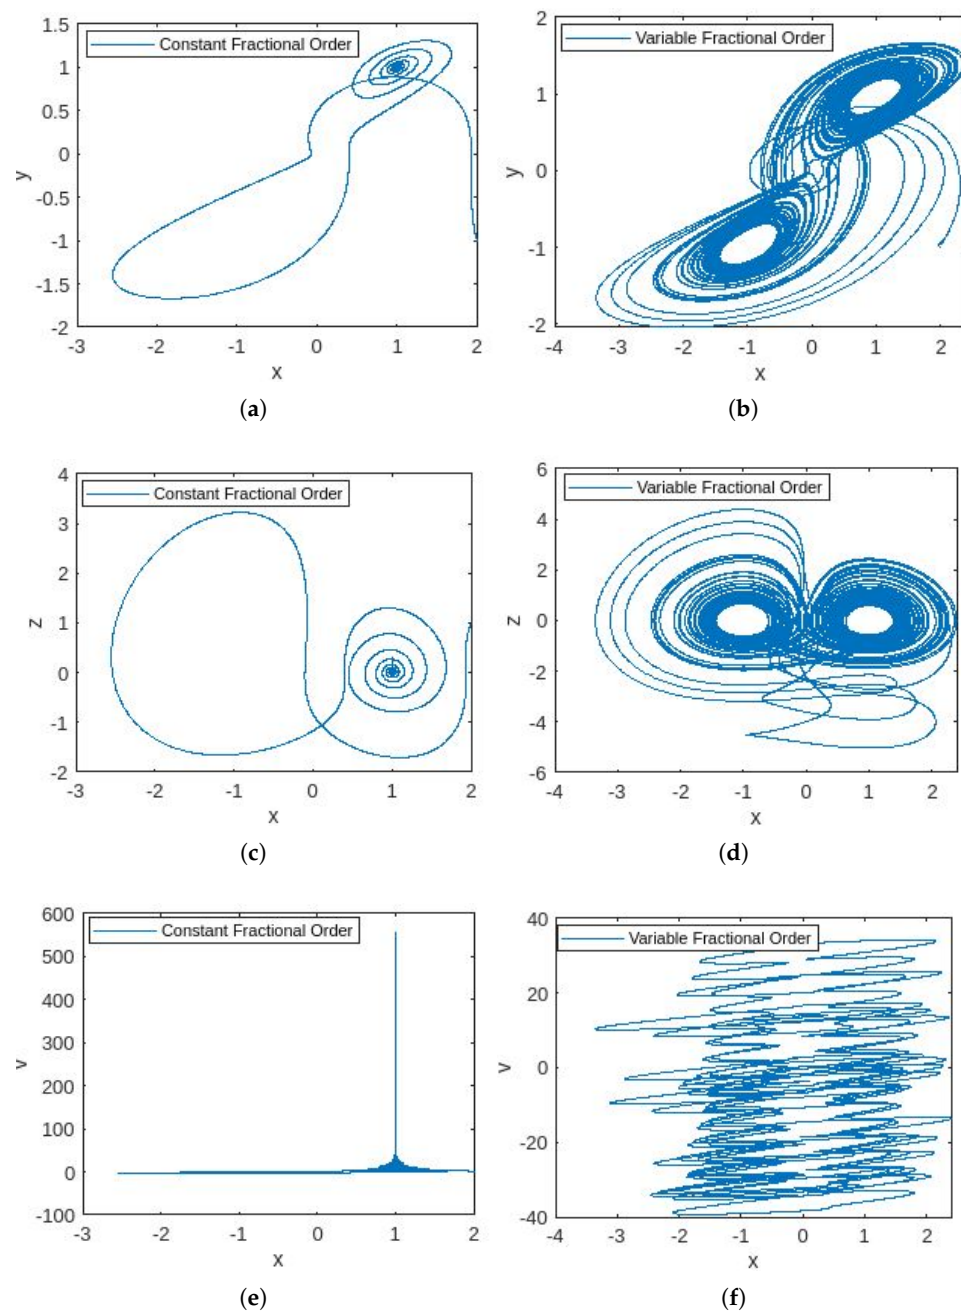 1.5
Constant Fractional Order
1
0.5
0
-0.5
-1
-1.5
-2
y
-3 -2 -1 0 1 2
x
(a)
2
Variable Fractional Order
1
0
-1
-2
y
-4 -3 -2 -1 0 1 2
x
(b)
4
Constant Fractional Order
3
2
1
0
-1
-2
z
-3 -2 -1 0 1 2
x
(c)
6
Variable Fractional Order
4
2
0
-2
-4
-6
z
-4 -3 -2 -1 0 1 2
x
(d)
600
Constant Fractional Order
500
400
300
200
100
0
-100
v
-3 -2 -1 0 1 2
x
(e)
40
Variable Fractional Order
20
0
-20
-40
v
-4 -3 -2 -1 0 1 2
x
(f)